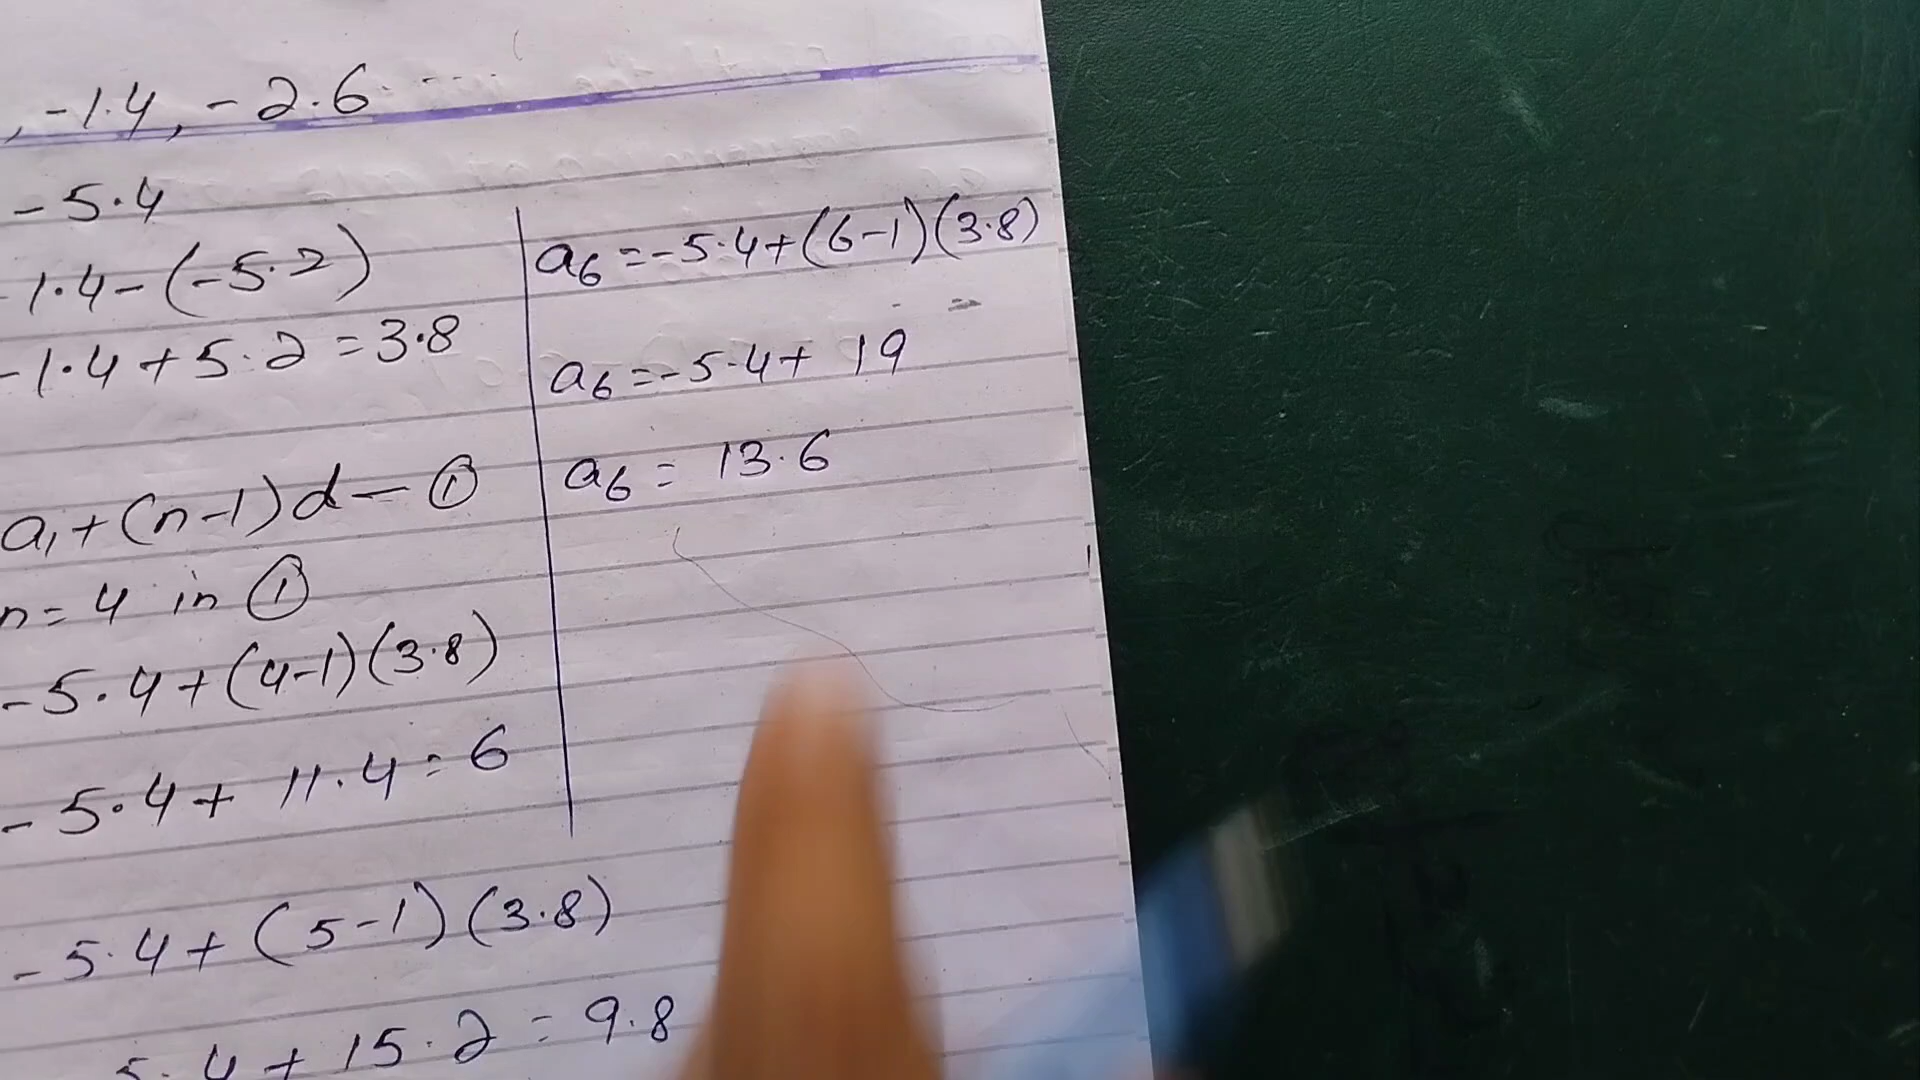 , -1.4, -2.6 ....
-5.4
-1.4-(-5.2)
-1.4+5.2=3.8
a₁+(n-1)d—①
n=4 in ①
-5.4+(4-1)(3.8)
-5.4+11.4=6
-5.4+(5-1)(3.8)
5.4+15.2=9.8
a₆=-5.4+(6-1)(3.8)
a₆=-5.4+19
a₆=13.6